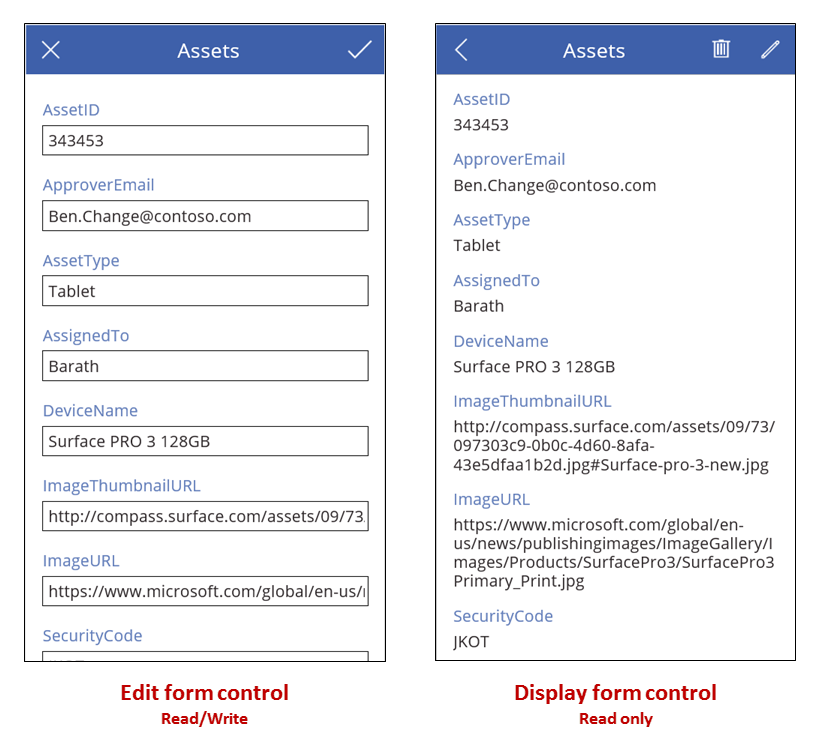 Assets
AssetID
343453
ApproverEmail
Ben.Change@contoso.com
AssetType
Tablet
AssignedTo
Barath
DeviceName
Surface PRO 3 128GB
ImageThumbnailURL
http://compass.surface.com/assets/09/73
ImageURL
https://www.microsoft.com/global/en-us/
SecurityCode
Edit form control
Read/Write
Assets
AssetID
343453
ApproverEmail
Ben.Change@contoso.com
AssetType
Tablet
AssignedTo
Barath
DeviceName
Surface PRO 3 128GB
ImageThumbnailURL
http://compass.surface.com/assets/09/73/
097303c9-0b0c-4d60-8afa-
43e5dfaa1b2d.jpg#Surface-pro-3-new.jpg
ImageURL
https://www.microsoft.com/global/en-
us/news/publishingimages/ImageGallery/I
mages/Products/SurfacePro3/SurfacePro3
Primary_Print.jpg
SecurityCode
JKOT
Display form control
Read only